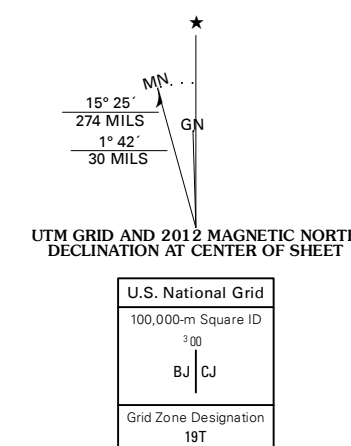 ★
MN
15° 25´
274 MILS
GN
1° 42´
30 MILS
UTM GRID AND 2012 MAGNETIC NORTH
DECLINATION AT CENTER OF SHEET
U.S. National Grid
100,000-m Square ID
³00
BJ CJ
Grid Zone Designation
19T